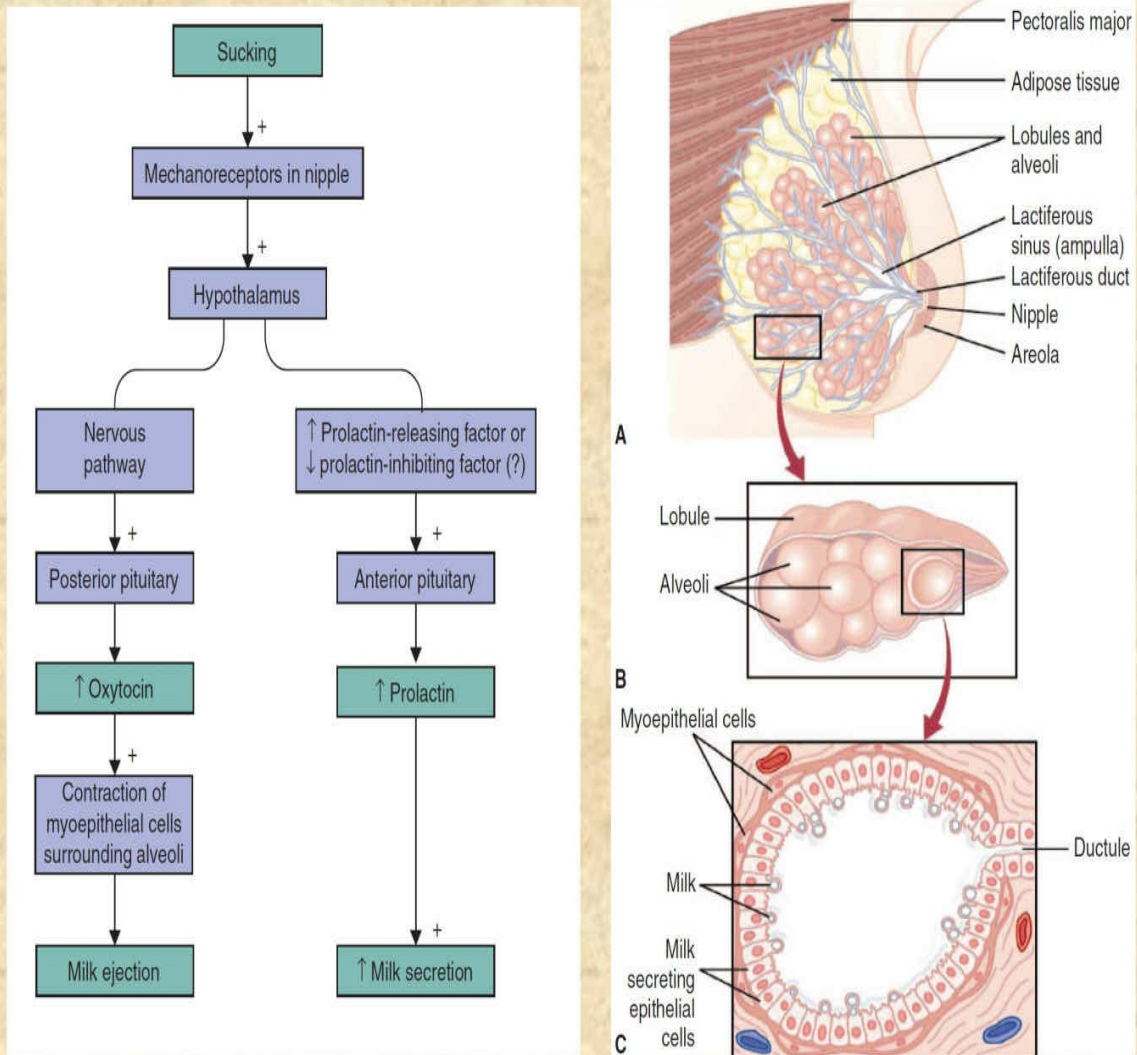 Sucking
+
Mechanoreceptors in nipple
+
Hypothalamus
Nervous
pathway
+
Posterior pituitary
↑ Oxytocin
+
Contraction of
myoepithelial cells
surrounding alveoli
Milk ejection
↑ Prolactin-releasing factor or
↓ prolactin-inhibiting factor (?)
+
Anterior pituitary
↑ Prolactin
+
↑ Milk secretion
Pectoralis major
Adipose tissue
Lobules and
alveoli
Lactiferous
sinus (ampulla)
Lactiferous duct
Nipple
Areola
A
Lobule
Alveoli
B
Myoepithelial cells
Ductule
Milk
Milk
secreting
epithelial
cells
C